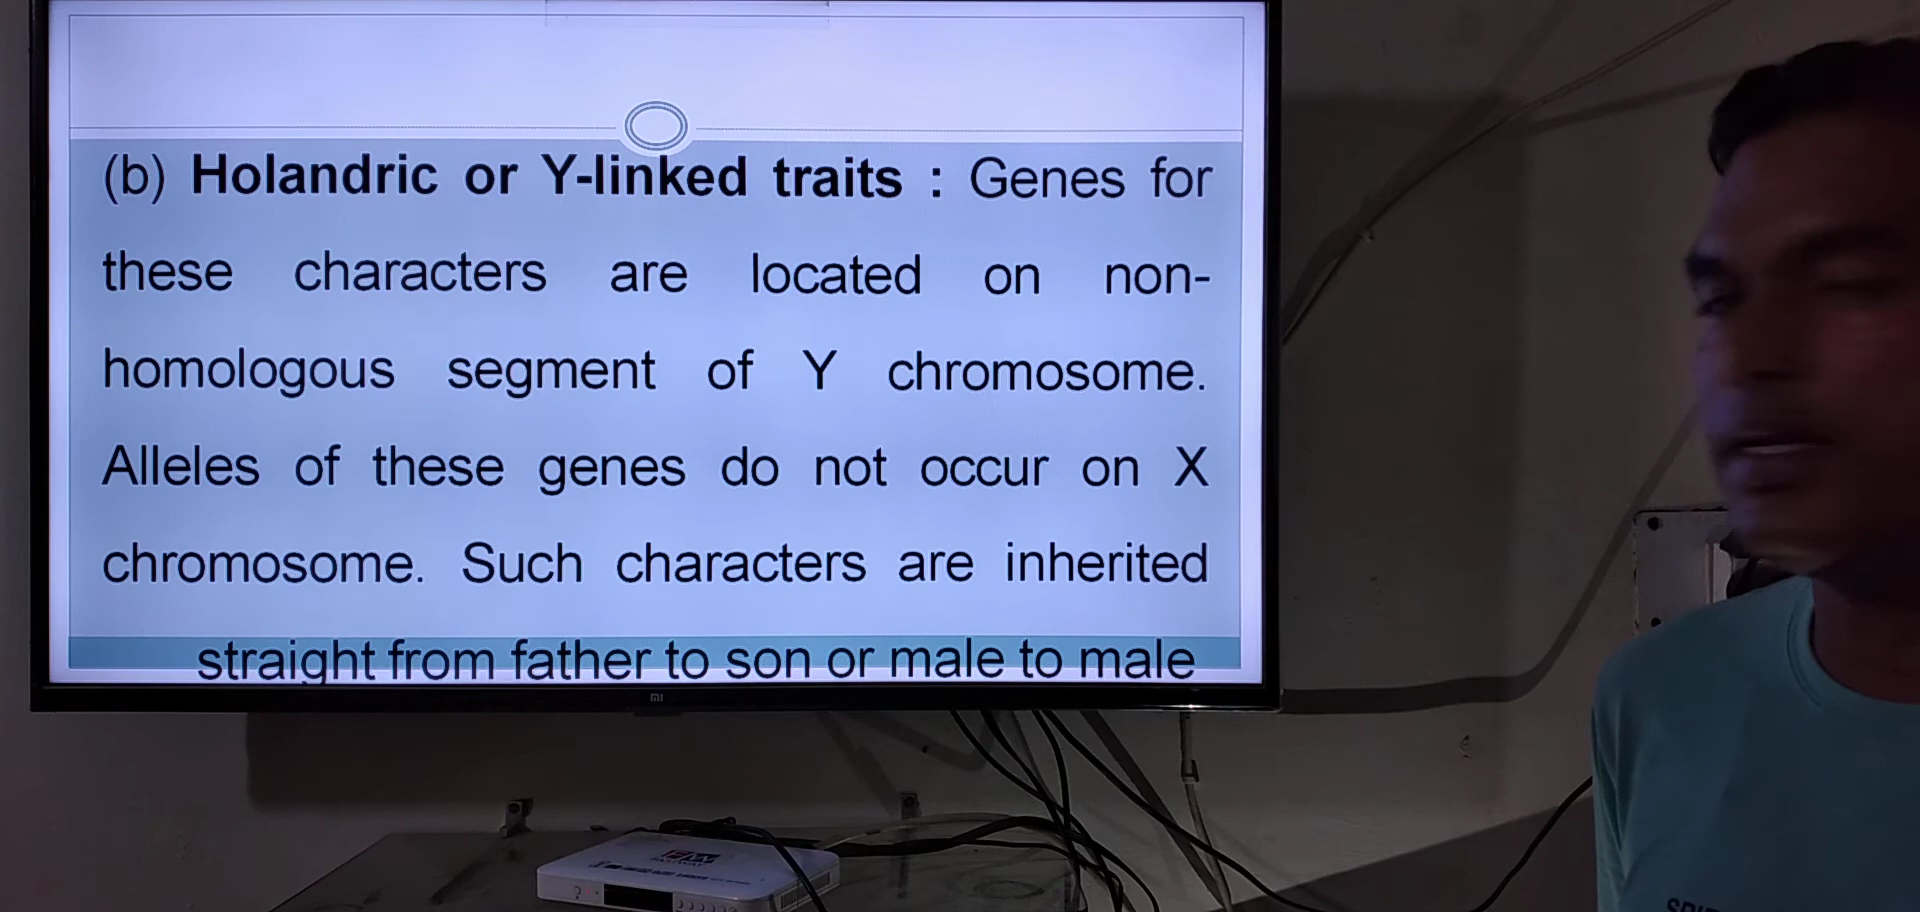 (b) Holandric or Y-linked traits : Genes for
these characters are located on non-
homologous segment of Y chromosome.
Alleles of these genes do not occur on X
chromosome. Such characters are inherited
straight from father to son or male to male
mi